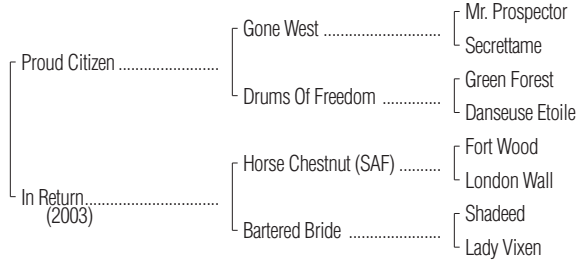 Mr. Prospector
Gone West ......................
Secrettame
Proud Citizen ...................
Green Forest
Drums Of Freedom ...........
Danseuse Etoile
Fort Wood
Horse Chestnut (SAF) ........
London Wall
In Return.........................
(2003)
Shadeed
Bartered Bride .................
Lady Vixen